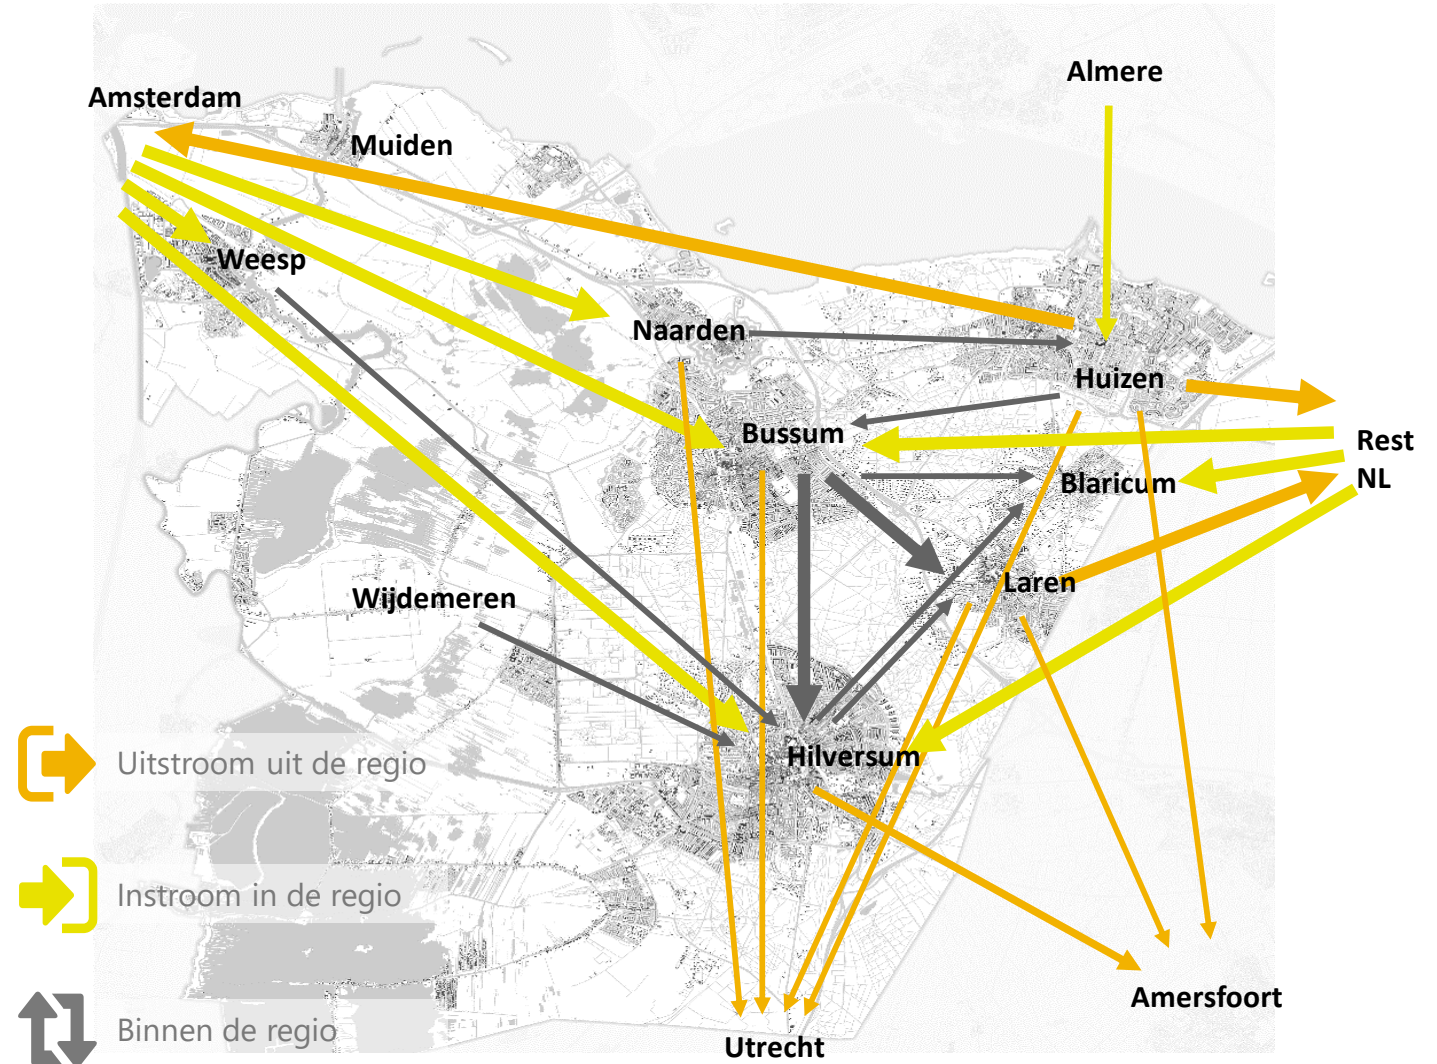 Almere
Amsterdam
Muiden
Weesp
Naarden
Huizen
Bussum
Rest
NL
Blaricum
Laren
Wijdemeren
Hilversum
Uitstroom uit de regio
Instroom in de regio
Amersfoort
Binnen de regio
Utrecht